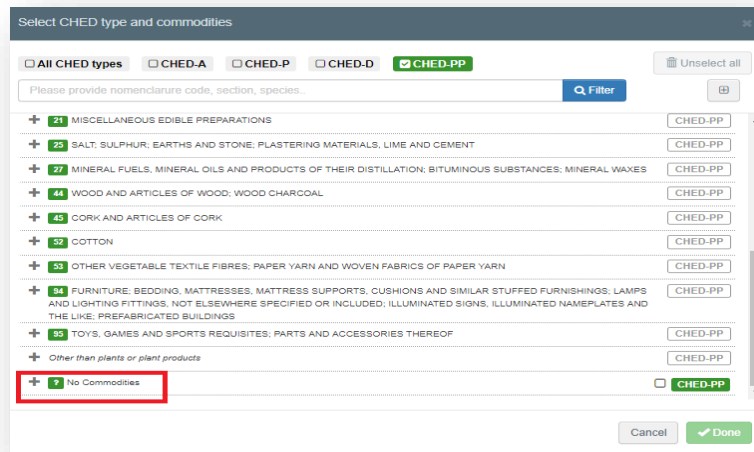 Select CHED type and commodities
All CHED types CHED-A CHED-P CHED-D CHED-PP Unselect all
Please provide nomenclarure code, section, species.. Filter
21 MISCELLANEOUS EDIBLE PREPARATIONS CHED-PP
25 SALT; SULPHUR; EARTHS AND STONE; PLASTERING MATERIALS, LIME AND CEMENT CHED-PP
27 MINERAL FUELS, MINERAL OILS AND PRODUCTS OF THEIR DISTILLATION; BITUMINOUS SUBSTANCES; MINERAL WAXES CHED-PP
44 WOOD AND ARTICLES OF WOOD; WOOD CHARCOAL CHED-PP
45 CORK AND ARTICLES OF CORK CHED-PP
52 COTTON CHED-PP
53 OTHER VEGETABLE TEXTILE FIBRES; PAPER YARN AND WOVEN FABRICS OF PAPER YARN CHED-PP
94 FURNITURE; BEDDING, MATTRESSES, MATTRESS SUPPORTS, CUSHIONS AND SIMILAR STUFFED FURNISHINGS; LAMPS CHED-PP
AND LIGHTING FITTINGS, NOT ELSEWHERE SPECIFIED OR INCLUDED; ILLUMINATED SIGNS, ILLUMINATED NAMEPLATES AND
THE LIKE; PREFABRICATED BUILDINGS
95 TOYS, GAMES AND SPORTS REQUISITES; PARTS AND ACCESSORIES THEREOF CHED-PP
Other than plants or plant products CHED-PP
? No Commodities CHED-PP
Cancel Done